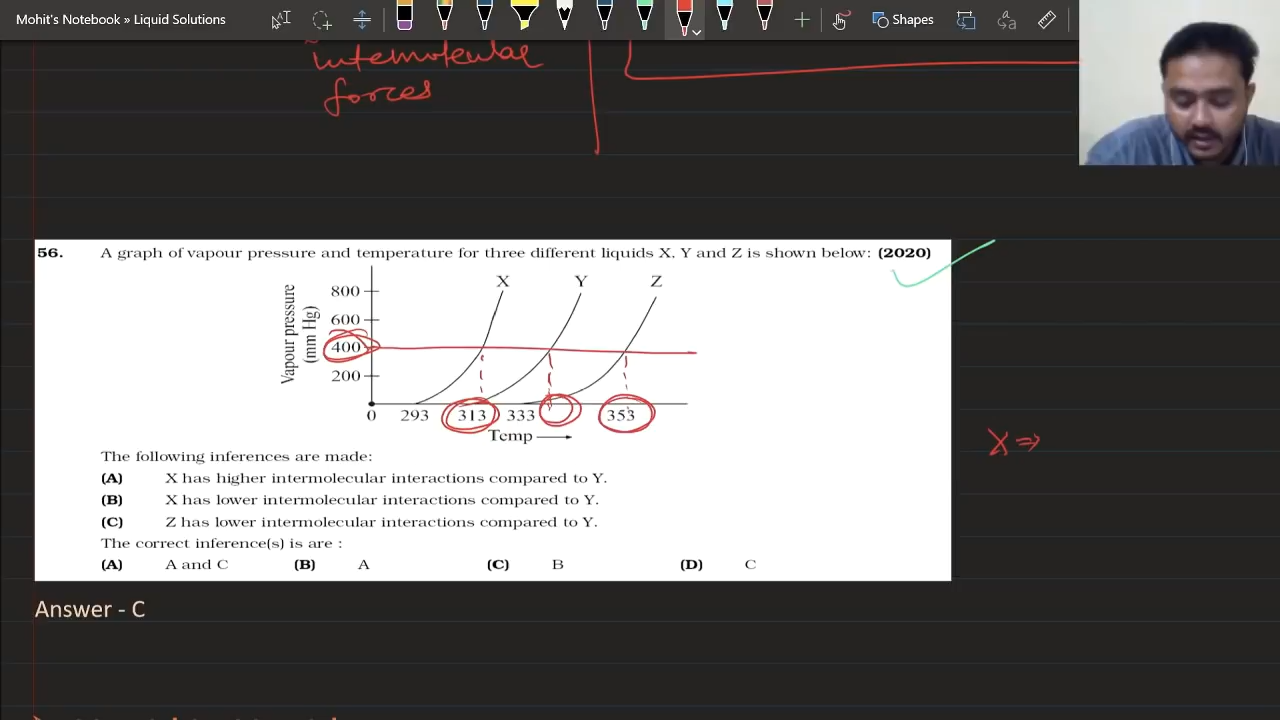 Mohit's Notebook » Liquid Solutions
Shapes
intemolecular
forces
56. A graph of vapour pressure and temperature for three different liquids X, Y and Z is shown below: (2020)
X Y Z
Vapour pressure
(mm Hg)
800
600
400
200
0 293 313 333 353
Temp
The following inferences are made:
(A) X has higher intermolecular interactions compared to Y.
(B) X has lower intermolecular interactions compared to Y.
(C) Z has lower intermolecular interactions compared to Y.
The correct inference(s) is are :
(A) A and C (B) A (C) B (D) C
X ⇒
Answer - C